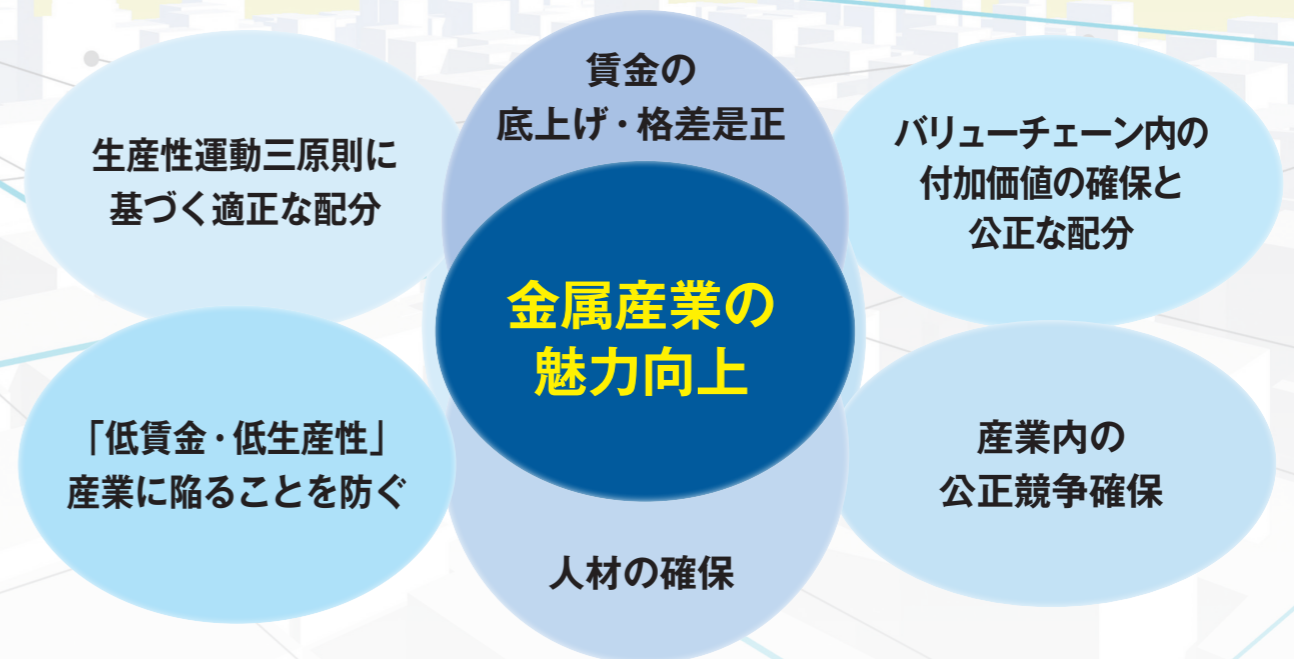 賃金の
底上げ・格差是正
生産性運動三原則に
基づく適正な配分
バリューチェーン内の
付加価値の確保と
公正な配分
金属産業の
魅力向上
「低賃金・低生産性」
産業に陥ることを防ぐ
産業内の
公正競争確保
人材の確保